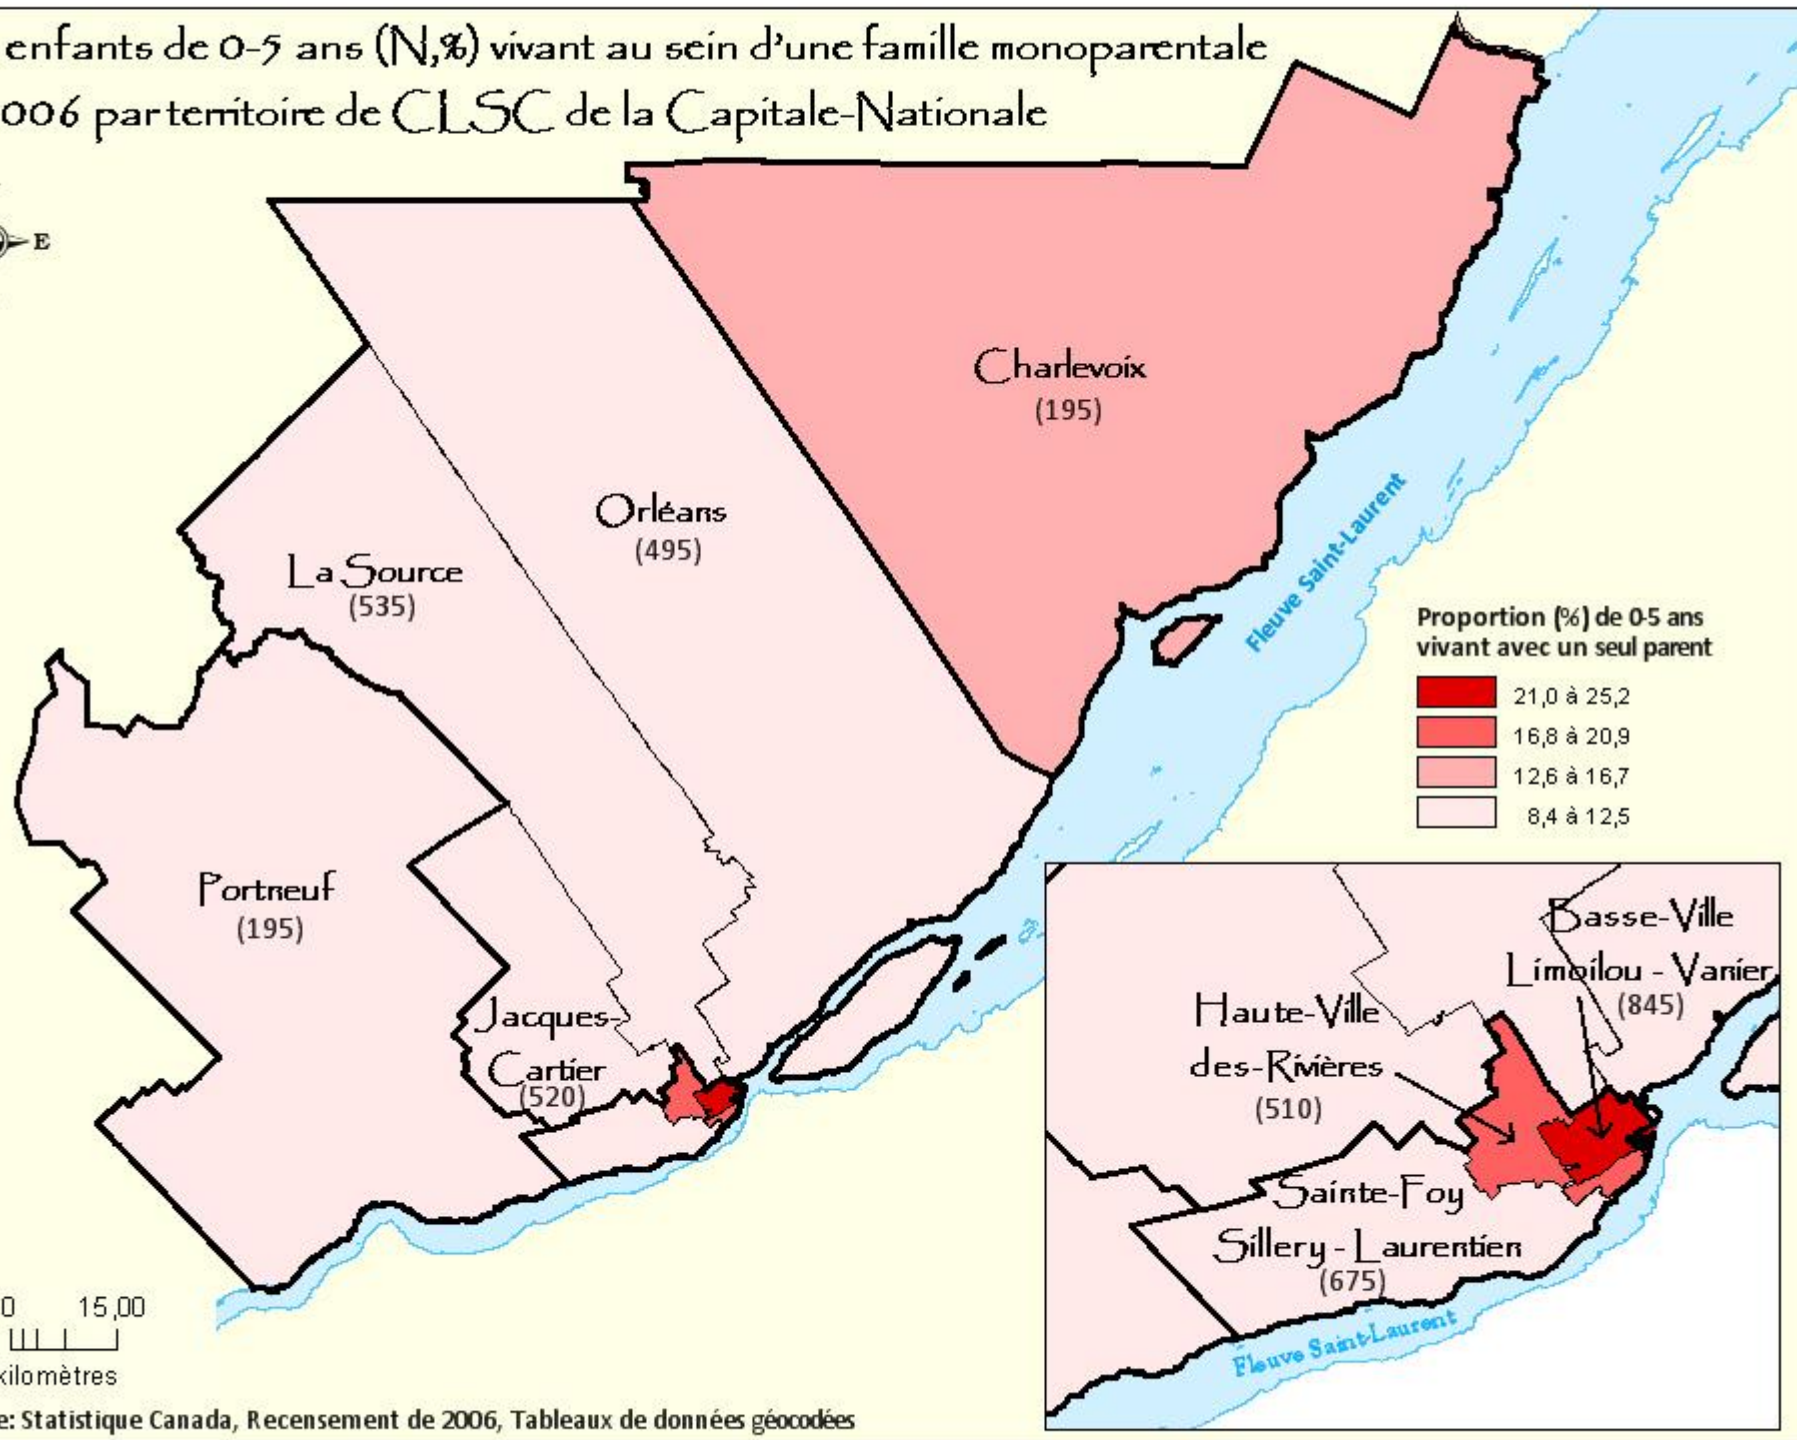 enfants de 0-5 ans (N,%) vivant au sein d'une famille monoparentale
006 par territoire de CLSC de la Capitale-Nationale
E
Charlevoix
(195)
Orléans
(495)
La Source
(535)
Fleuve Saint-Laurent
Proportion (%) de 0-5 ans
vivant avec un seul parent
21,0 à 25,2
16,8 à 20,9
12,6 à 16,7
8,4 à 12,5
Portneuf
(195)
Jacques-
Cartier
(520)
Basse-Ville
Limoilou - Vanier
(845)
Haute-Ville
des-Rivières
(510)
Sainte-Foy
Sillery - Laurentien
(675)
Fleuve Saint-Laurent
0 15,00
kilomètres
e: Statistique Canada, Recensement de 2006, Tableaux de données géocodées